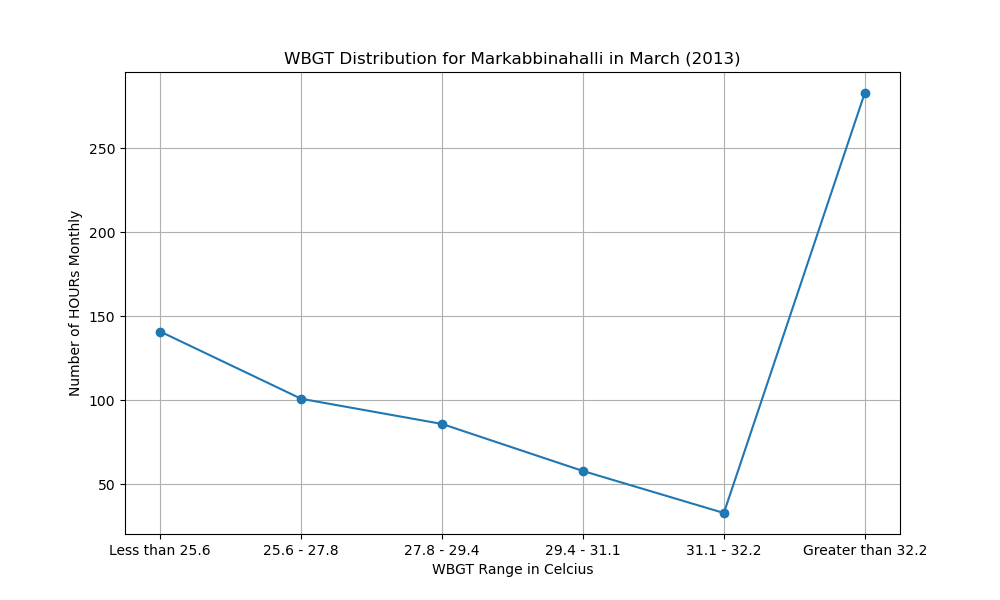 WBGT Distribution for Markabbinahalli in March (2013)
Number of HOURs Monthly
250
200
150
100
50
Less than 25.6
25.6 - 27.8
27.8 - 29.4
29.4 - 31.1
31.1 - 32.2
Greater than 32.2
WBGT Range in Celcius